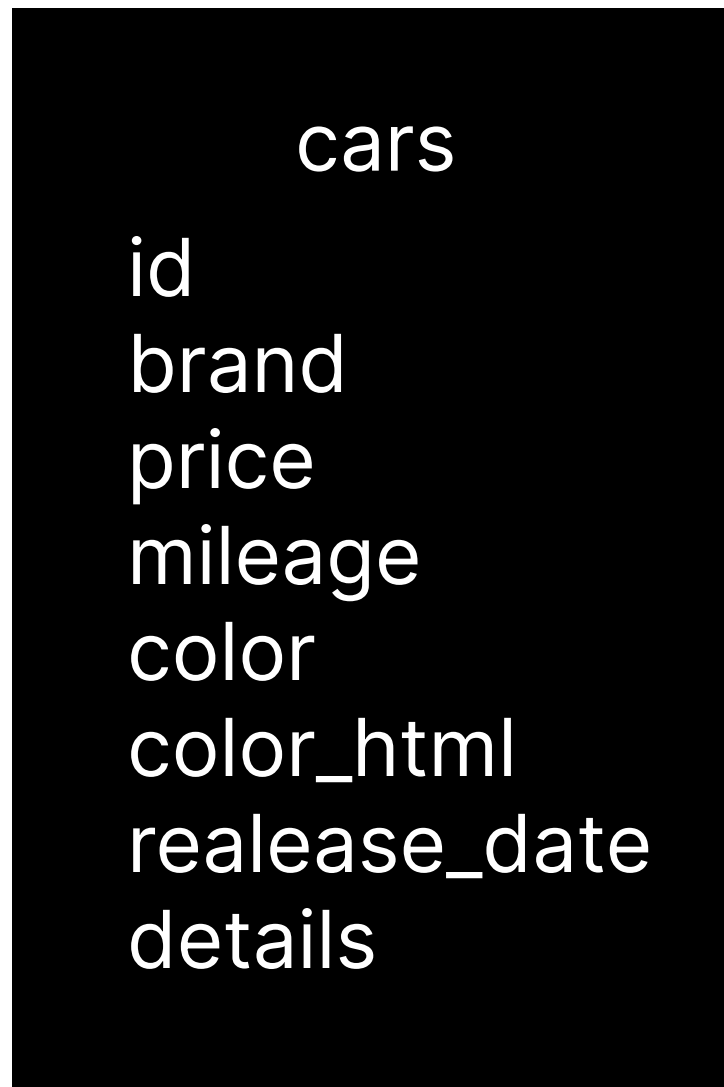 cars
id
brand
price
mileage
color
color_html
realease_date
details